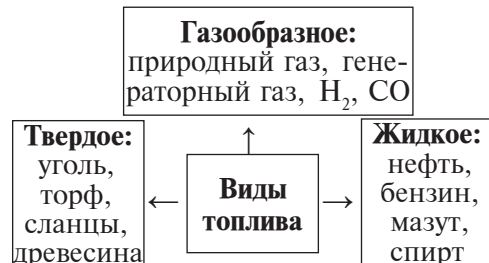 Газообразное:
природный газ, гене-
раторный газ, H₂, CO
Твердое:
уголь,
торф,
сланцы,
древесина
Виды
топлива
Жидкое:
нефть,
бензин,
мазут,
спирт